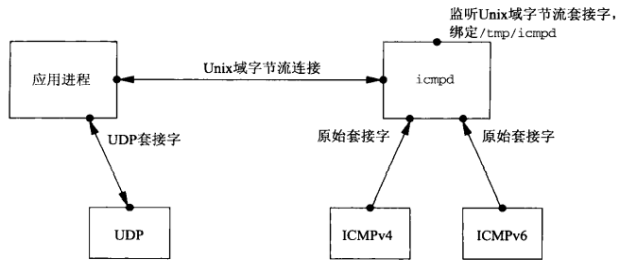 监听Unix域字节流套接字，
绑定/tmp/icmpd
应用进程
Unix域字节流连接
icmpd
UDP套接字
原始套接字
原始套接字
UDP
ICMPv4
ICMPv6